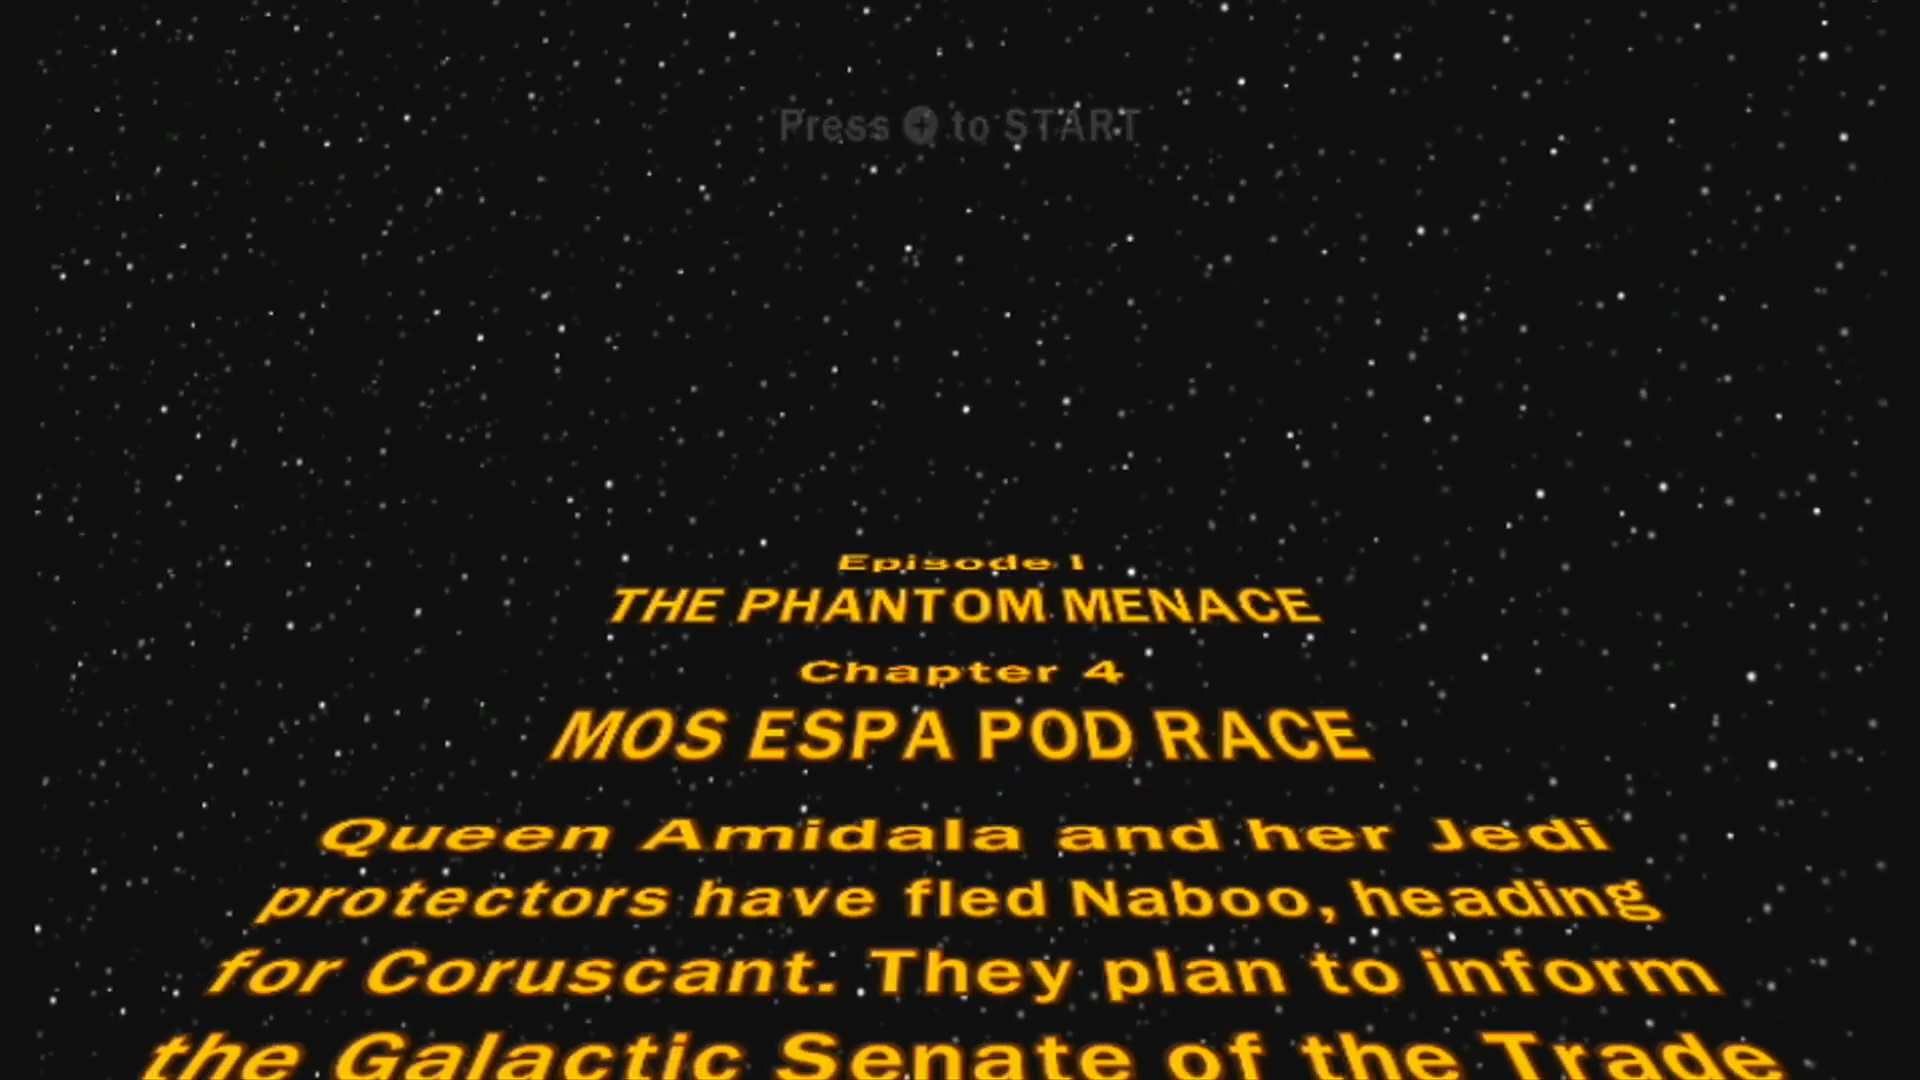 Press + to START
Episode I
THE PHANTOM MENACE
Chapter 4
MOS ESPA POD RACE
Queen Amidala and her Jedi
protectors have fled Naboo, heading
for Coruscant. They plan to inform
the Galactic Senate of the Trade